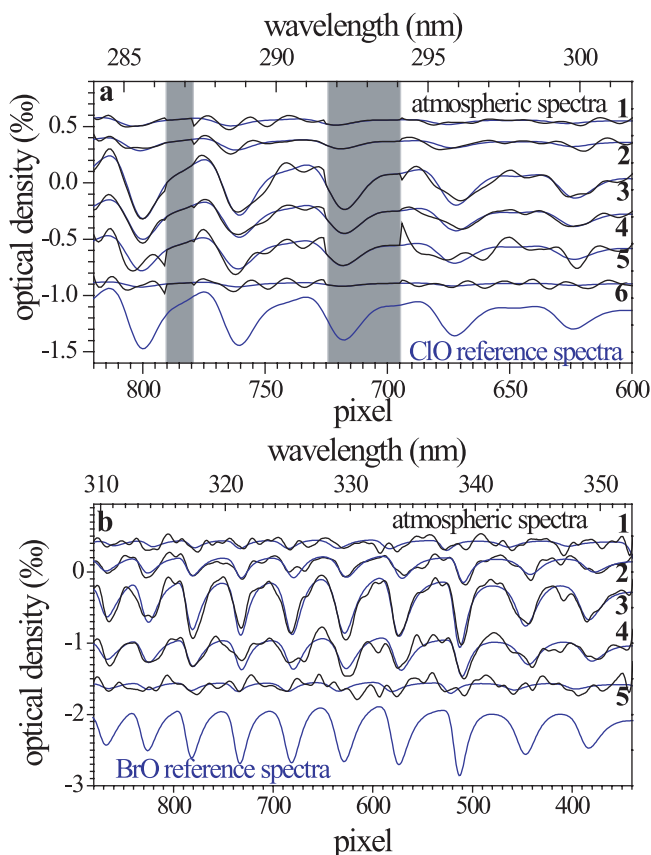 wavelength (nm)
285 290 295 300
a
atmospheric spectra 1
0.5
2
0.0
3
4
-0.5
5
-1.0
6
ClO reference spectra
-1.5
optical density (‰)
800 750 700 650 600
pixel
wavelength (nm)
310 320 330 340 350
b
atmospheric spectra 1
0
2
3
-1
4
5
-2
BrO reference spectra
-3
optical density (‰)
800 700 600 500 400
pixel